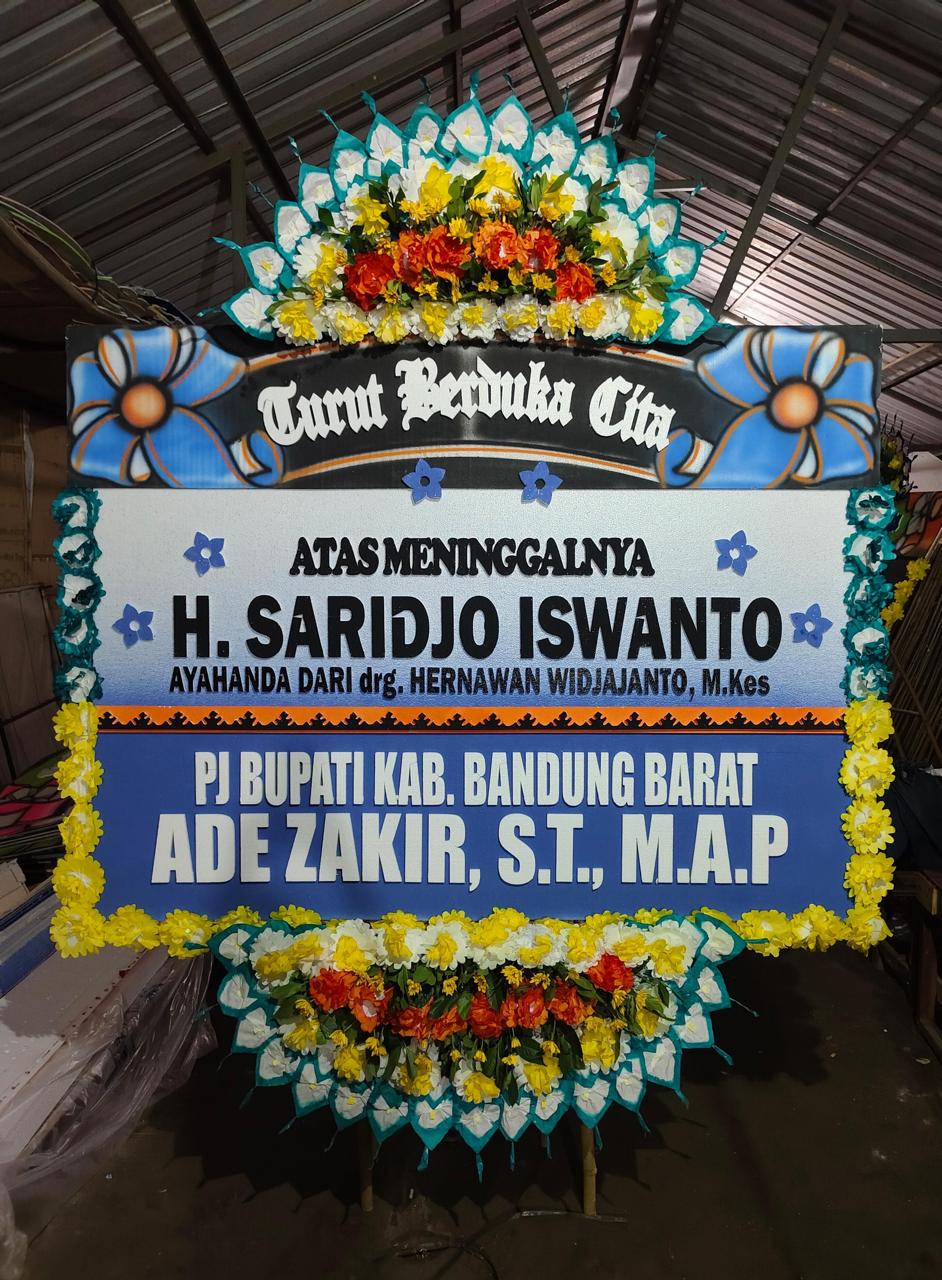 Turut Berduka Cita
ATAS MENINGGALNYA
H. SARIDJO ISWANTO
AYAHANDA DARI drg. HERNAWAN WIDJAJANTO, M.Kes
PJ BUPATI KAB. BANDUNG BARAT
ADE ZAKIR, S.T., M.A.P